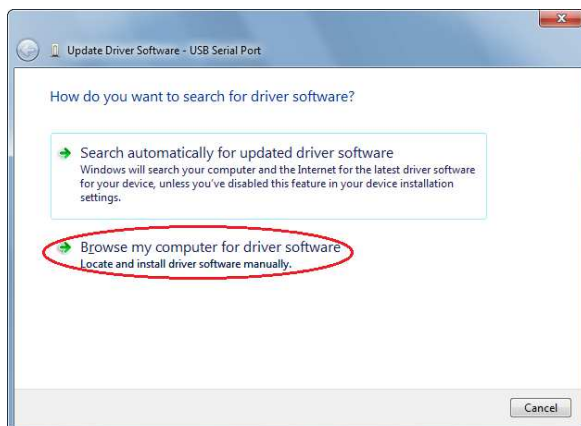 Update Driver Software - USB Serial Port
How do you want to search for driver software?
Search automatically for updated driver software
Windows will search your computer and the Internet for the latest driver software
for your device, unless you've disabled this feature in your device installation
settings.
Browse my computer for driver software
Locate and install driver software manually.
Cancel